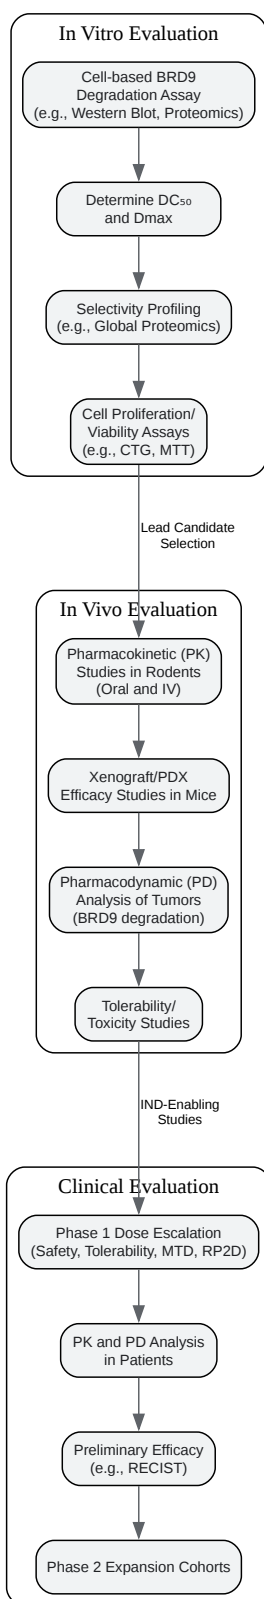 In Vitro Evaluation
Cell-based BRD9
Degradation Assay
(e.g., Western Blot, Proteomics)
Determine DC₅₀
and Dmax
Selectivity Profiling
(e.g., Global Proteomics)
Cell Proliferation/
Viability Assays
(e.g., CTG, MTT)
Lead Candidate
Selection
In Vivo Evaluation
Pharmacokinetic (PK)
Studies in Rodents
(Oral and IV)
Xenograft/PDX
Efficacy Studies in Mice
Pharmacodynamic (PD)
Analysis of Tumors
(BRD9 degradation)
Tolerability/
Toxicity Studies
IND-Enabling
Studies
Clinical Evaluation
Phase 1 Dose Escalation
(Safety, Tolerability, MTD, RP2D)
PK and PD Analysis
in Patients
Preliminary Efficacy
(e.g., RECIST)
Phase 2 Expansion Cohorts